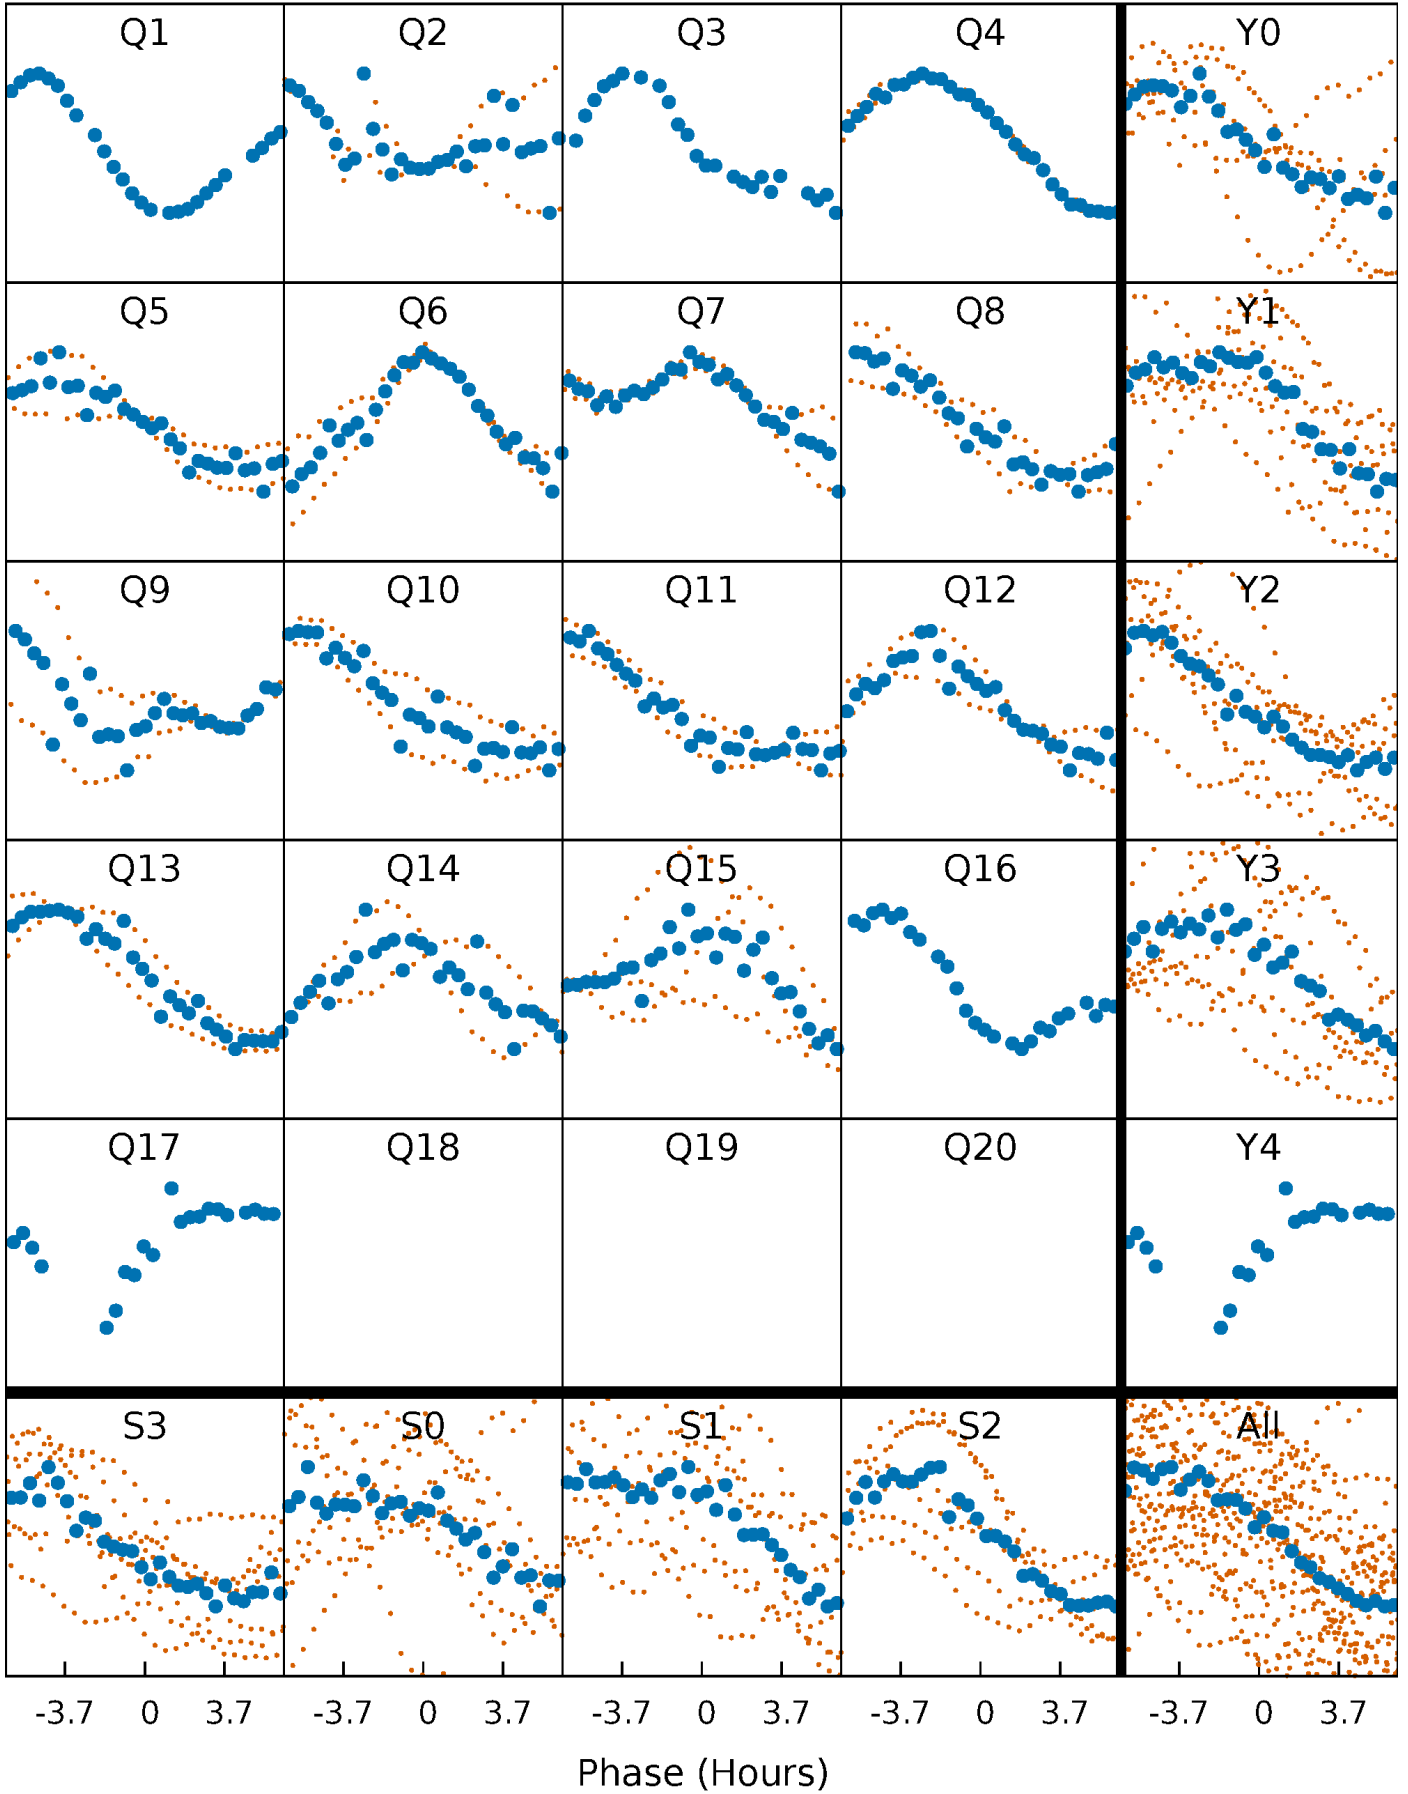 Q1 Q2 Q3 Q4 Y0
Q5 Q6 Q7 Q8 Y1
Q9 Q10 Q11 Q12 Y2
Q13 Q14 Q15 Q16 Y3
Q17 Q18 Q19 Q20 Y4
S3 S0 S1 S2 All
-3.7 0 3.7 -3.7 0 3.7 -3.7 0 3.7 -3.7 0 3.7 -3.7 0 3.7
Phase (Hours)